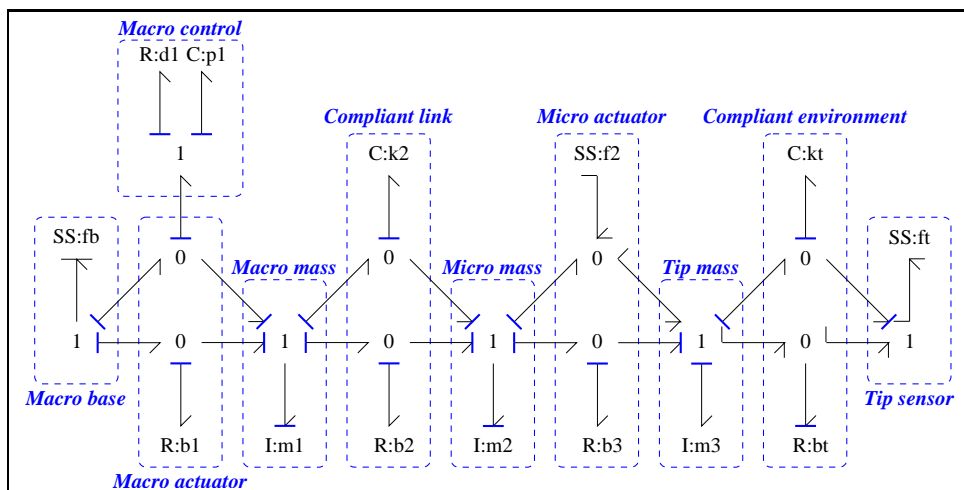 Macro control
R:d1 C:p1
Compliant link Micro actuator Compliant environment
1 C:k2 SS:f2 C:kt
SS:fb 0 0 0 0 SS:ft
Macro mass Micro mass Tip mass
1 0 1 0 1 0 1 0 1
Macro base Tip sensor
R:b1 I:m1 R:b2 I:m2 R:b3 I:m3 R:bt
Macro actuator